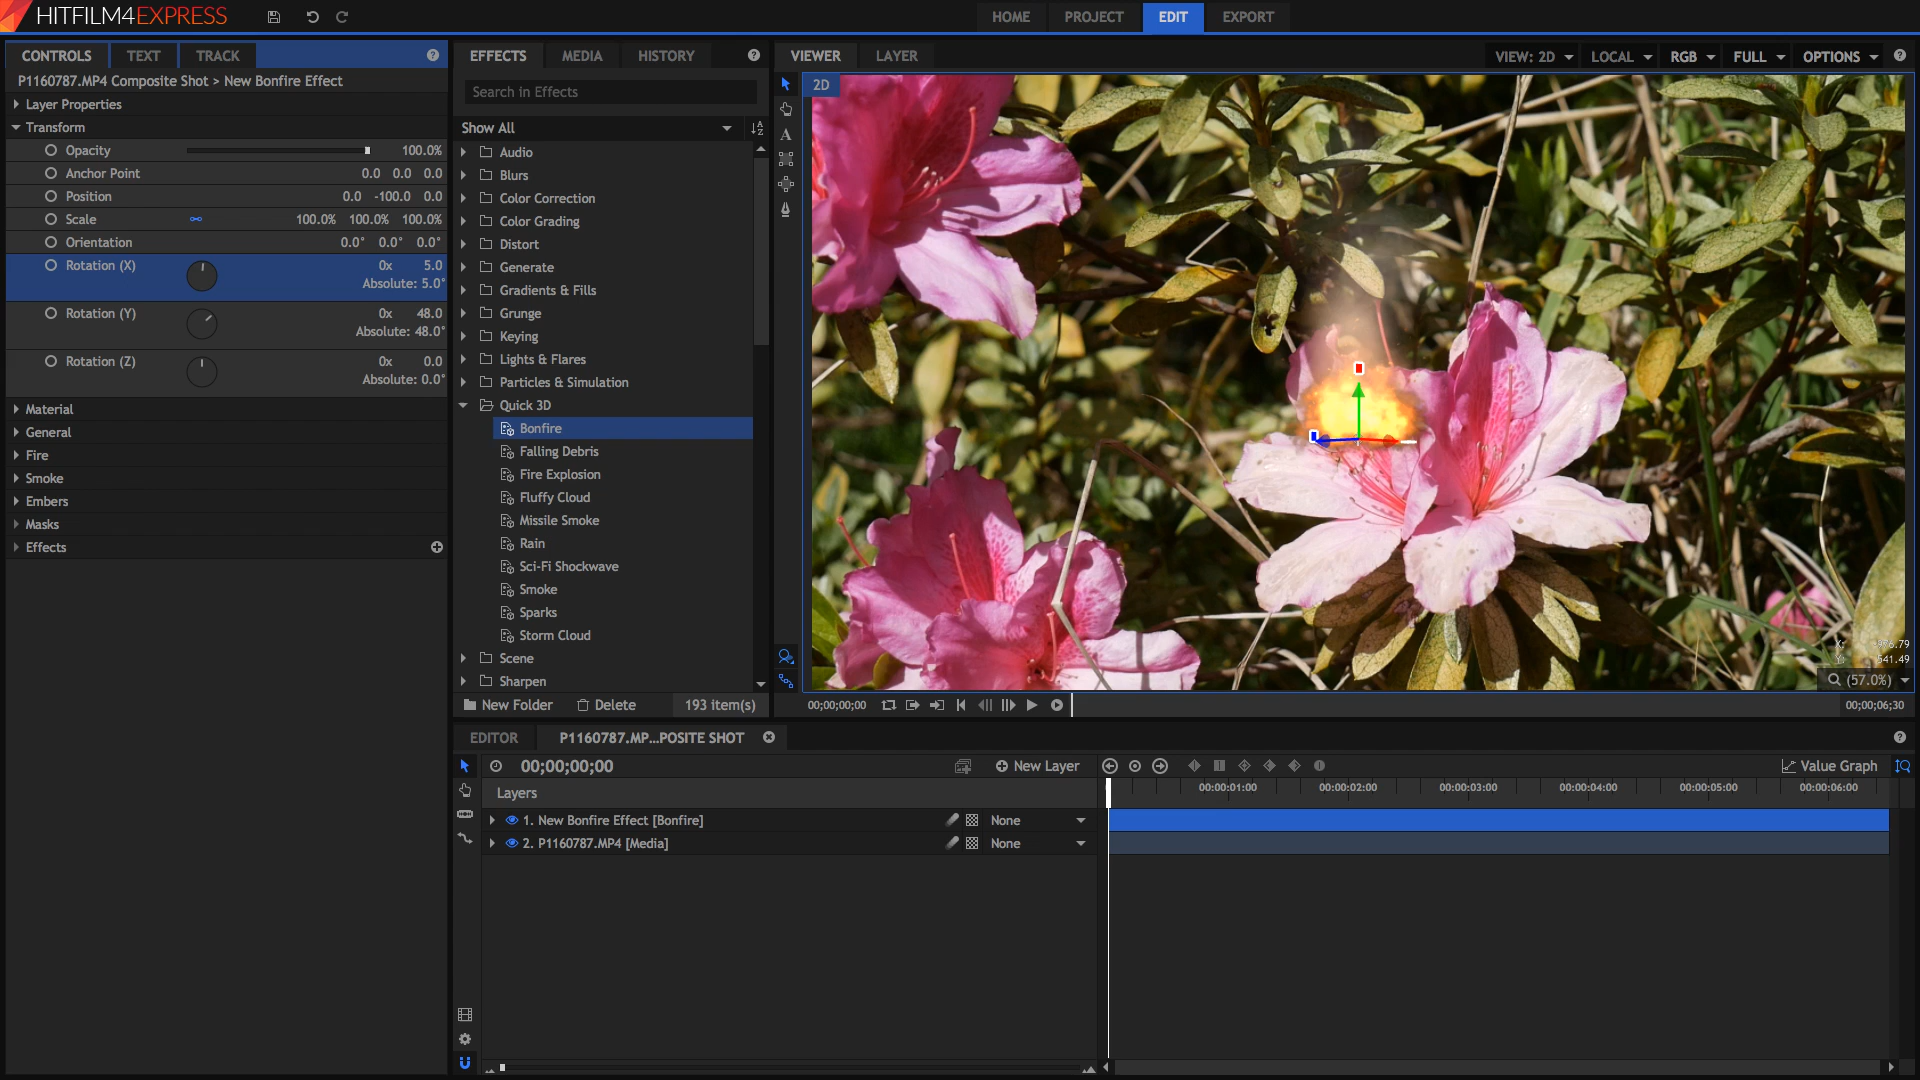 HITFILM4EXPRESS
HOME PROJECT EDIT EXPORT
CONTROLS TEXT TRACK
P1160787.MP4 Composite Shot > New Bonfire Effect
Layer Properties
Transform
Opacity 100.0%
Anchor Point 0.0 0.0 0.0
Position 0.0 -100.0 0.0
Scale 100.0% 100.0% 100.0%
Orientation 0.0° 0.0° 0.0°
Rotation (X) 0x 5.0
Absolute: 5.0°
Rotation (Y) 0x 48.0
Absolute: 48.0°
Rotation (Z) 0x 0.0
Absolute: 0.0°
Material
General
Fire
Smoke
Embers
Masks
Effects
EFFECTS MEDIA HISTORY
Search in Effects
Show All
Audio
Blurs
Color Correction
Color Grading
Distort
Generate
Gradients & Fills
Grunge
Keying
Lights & Flares
Particles & Simulation
Quick 3D
Bonfire
Falling Debris
Fire Explosion
Fluffy Cloud
Missile Smoke
Rain
Sci-Fi Shockwave
Smoke
Sparks
Storm Cloud
Scene
Sharpen
New Folder Delete 193 item(s)
VIEWER LAYER
VIEW: 2D LOCAL RGB FULL OPTIONS
2D
X:
Y: 541.49
(57.0%)
00;00;00;00
00;00;06;30
EDITOR P1160787.MP...POSITE SHOT
00;00;00;00 New Layer Value Graph
Layers
00:00:01:00 00:00:02:00 00:00:03:00 00:00:04:00 00:00:05:00 00:00:06:00
1. New Bonfire Effect [Bonfire] None
2. P1160787.MP4 [Media] None